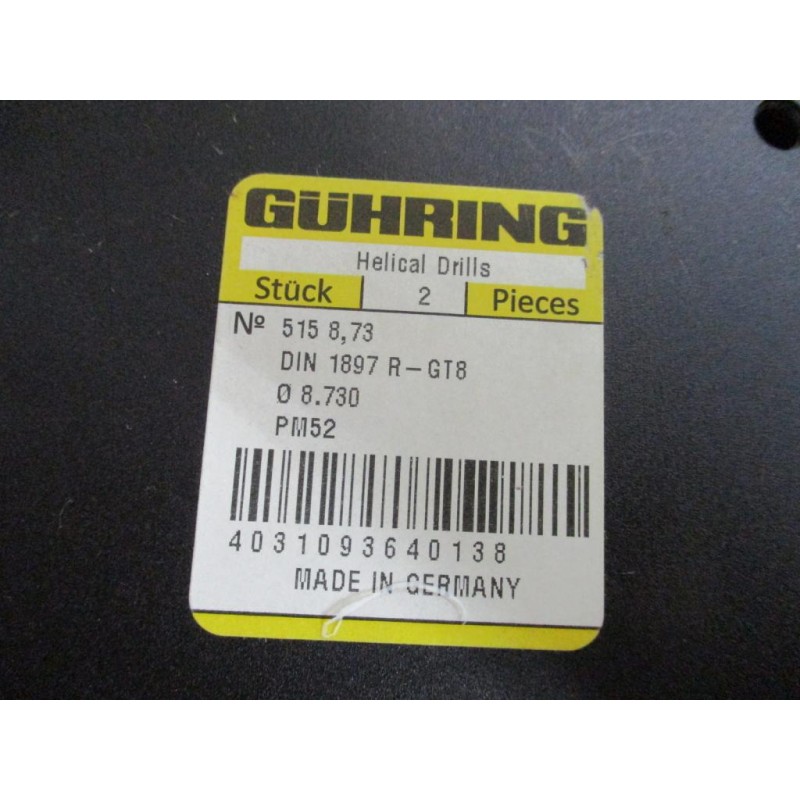 GÜHRING
Helical Drills
Stück 2 Pieces
Nº 515 8,73
DIN 1897 R-GT8
Ø 8.730
PM52
4031093640138
MADE IN GERMANY